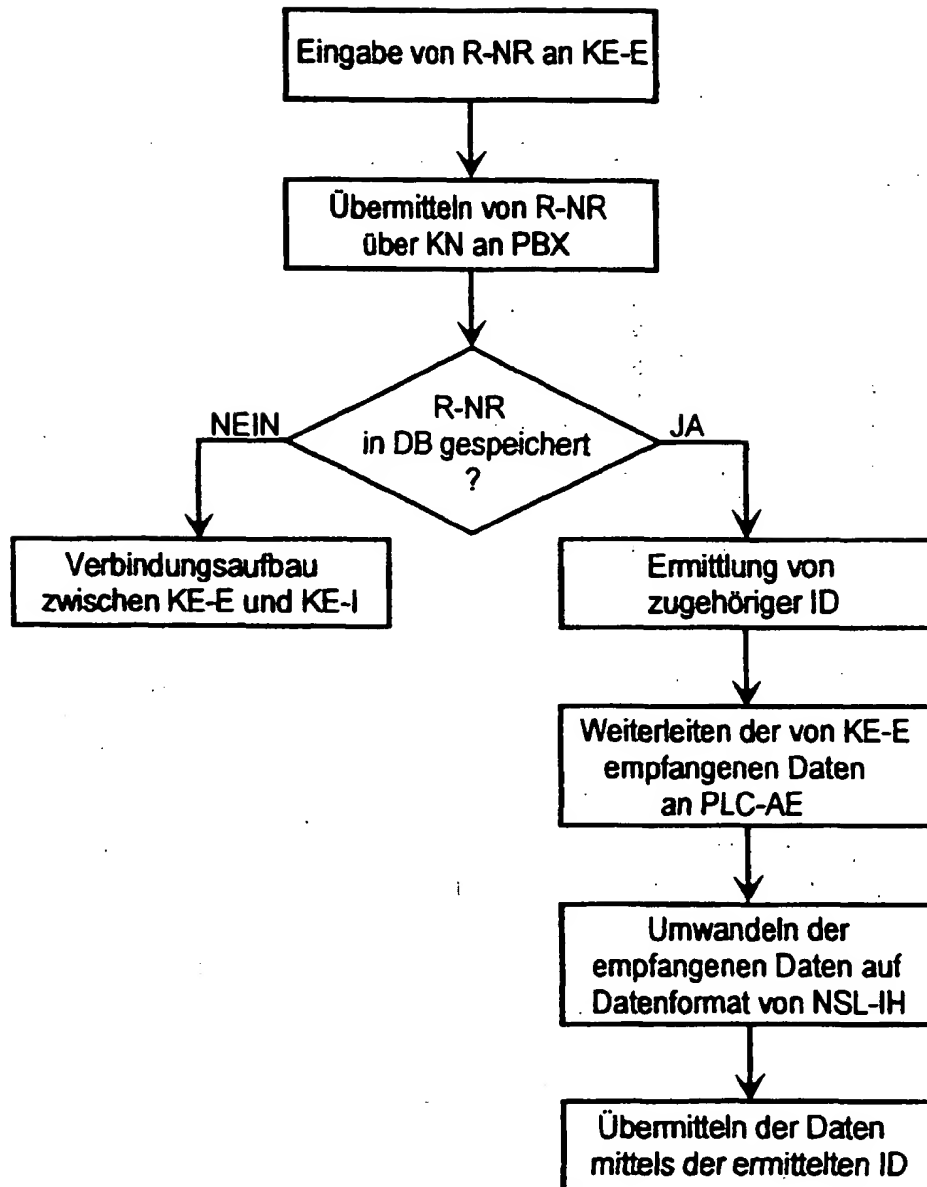 Eingabe von R-NR an KE-E
Übermitteln von R-NR
über KN an PBX
R-NR
in DB gespeichert
?
NEIN
JA
Verbindungsaufbau
zwischen KE-E und KE-I
Ermittlung von
zugehöriger ID
Weiterleiten der von KE-E
empfangenen Daten
an PLC-AE
Umwandeln der
empfangenen Daten auf
Datenformat von NSL-IH
Übermitteln der Daten
mittels der ermittelten ID